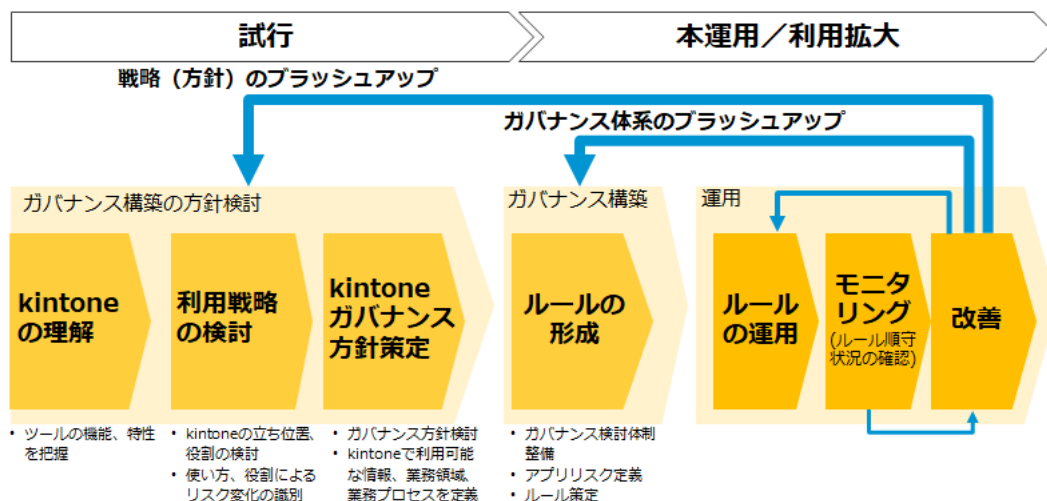 試行
本運用／利用拡大
戦略（方針）のブラッシュアップ
ガバナンス体系のブラッシュアップ
ガバナンス構築の方針検討
kintone
の理解
利用戦略
の検討
kintone
ガバナンス
方針策定
ガバナンス構築
ルールの
形成
運用
ルール
の運用
モニタ
リング
(ルール順守
状況の確認)
改善
• ツールの機能、特性
を把握
• kintoneの立ち位置、
役割の検討
• 使い方、役割による
リスク変化の識別
• ガバナンス方針検討
• kintoneで利用可能
な情報、業務領域、
業務プロセスを定義
• ガバナンス検討体制
整備
• アプリリスク定義
• ルール策定